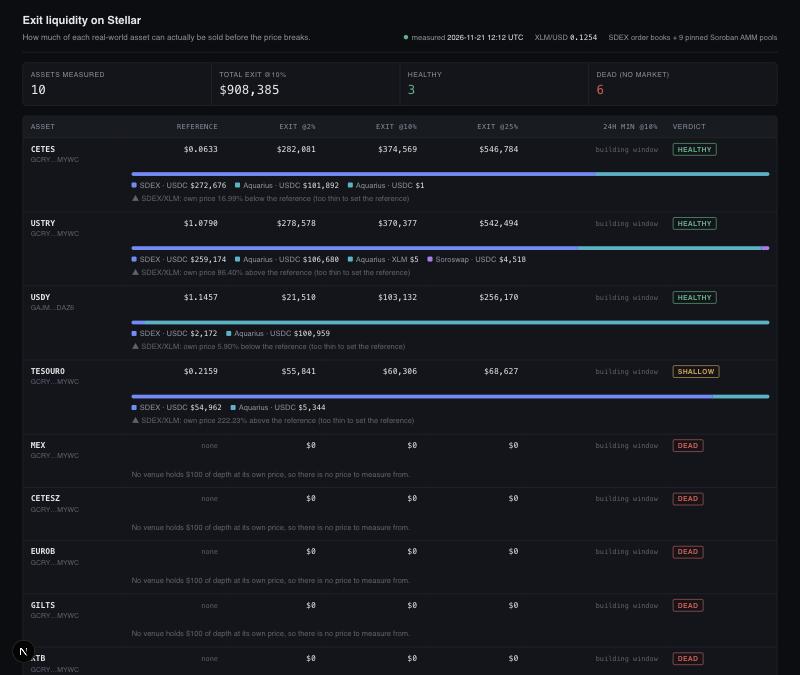 Exit liquidity on Stellar
How much of each real-world asset can actually be sold before the price breaks.
measured 2026-11-21 12:12 UTC XLM/USD 0.1254 SDEX order books + 9 pinned Soroban AMM pools
ASSETS MEASURED TOTAL EXIT @10% HEALTHY DEAD (NO MARKET)
10 $908,385 3 6
ASSET REFERENCE EXIT @2% EXIT @10% EXIT @25% 24H MIN @10% VERDICT
CETES $0.0633 $282,081 $374,569 $546,784 building window HEALTHY
GCRY…MYWC
SDEX · USDC $272,676 Aquarius · USDC $101,892 Aquarius · USDC $1
▲ SDEX/XLM: own price 16.99% below the reference (too thin to set the reference)
USTRY $1.0790 $278,578 $370,377 $542,494 building window HEALTHY
GCRY…MYWC
SDEX · USDC $259,174 Aquarius · USDC $106,680 Aquarius · XLM $5 Soroswap · USDC $4,518
▲ SDEX/XLM: own price 96.40% above the reference (too thin to set the reference)
USDY $1.1457 $21,510 $103,132 $256,170 building window HEALTHY
GAJM…DAZ6
SDEX · USDC $2,172 Aquarius · USDC $100,959
▲ SDEX/XLM: own price 5.90% below the reference (too thin to set the reference)
TESOURO $0.2159 $55,841 $60,306 $68,627 building window SHALLOW
GCRY…MYWC
SDEX · USDC $54,962 Aquarius · USDC $5,344
▲ SDEX/XLM: own price 222.23% above the reference (too thin to set the reference)
MEX none $0 $0 $0 building window DEAD
GCRY…MYWC
No venue holds $100 of depth at its own price, so there is no price to measure from.
CETESZ none $0 $0 $0 building window DEAD
GCRY…MYWC
No venue holds $100 of depth at its own price, so there is no price to measure from.
EUROB none $0 $0 $0 building window DEAD
GCRY…MYWC
No venue holds $100 of depth at its own price, so there is no price to measure from.
GILTS none $0 $0 $0 building window DEAD
GCRY…MYWC
No venue holds $100 of depth at its own price, so there is no price to measure from.
N none $0 $0 $0 building window DEAD
GCRY…MYWC